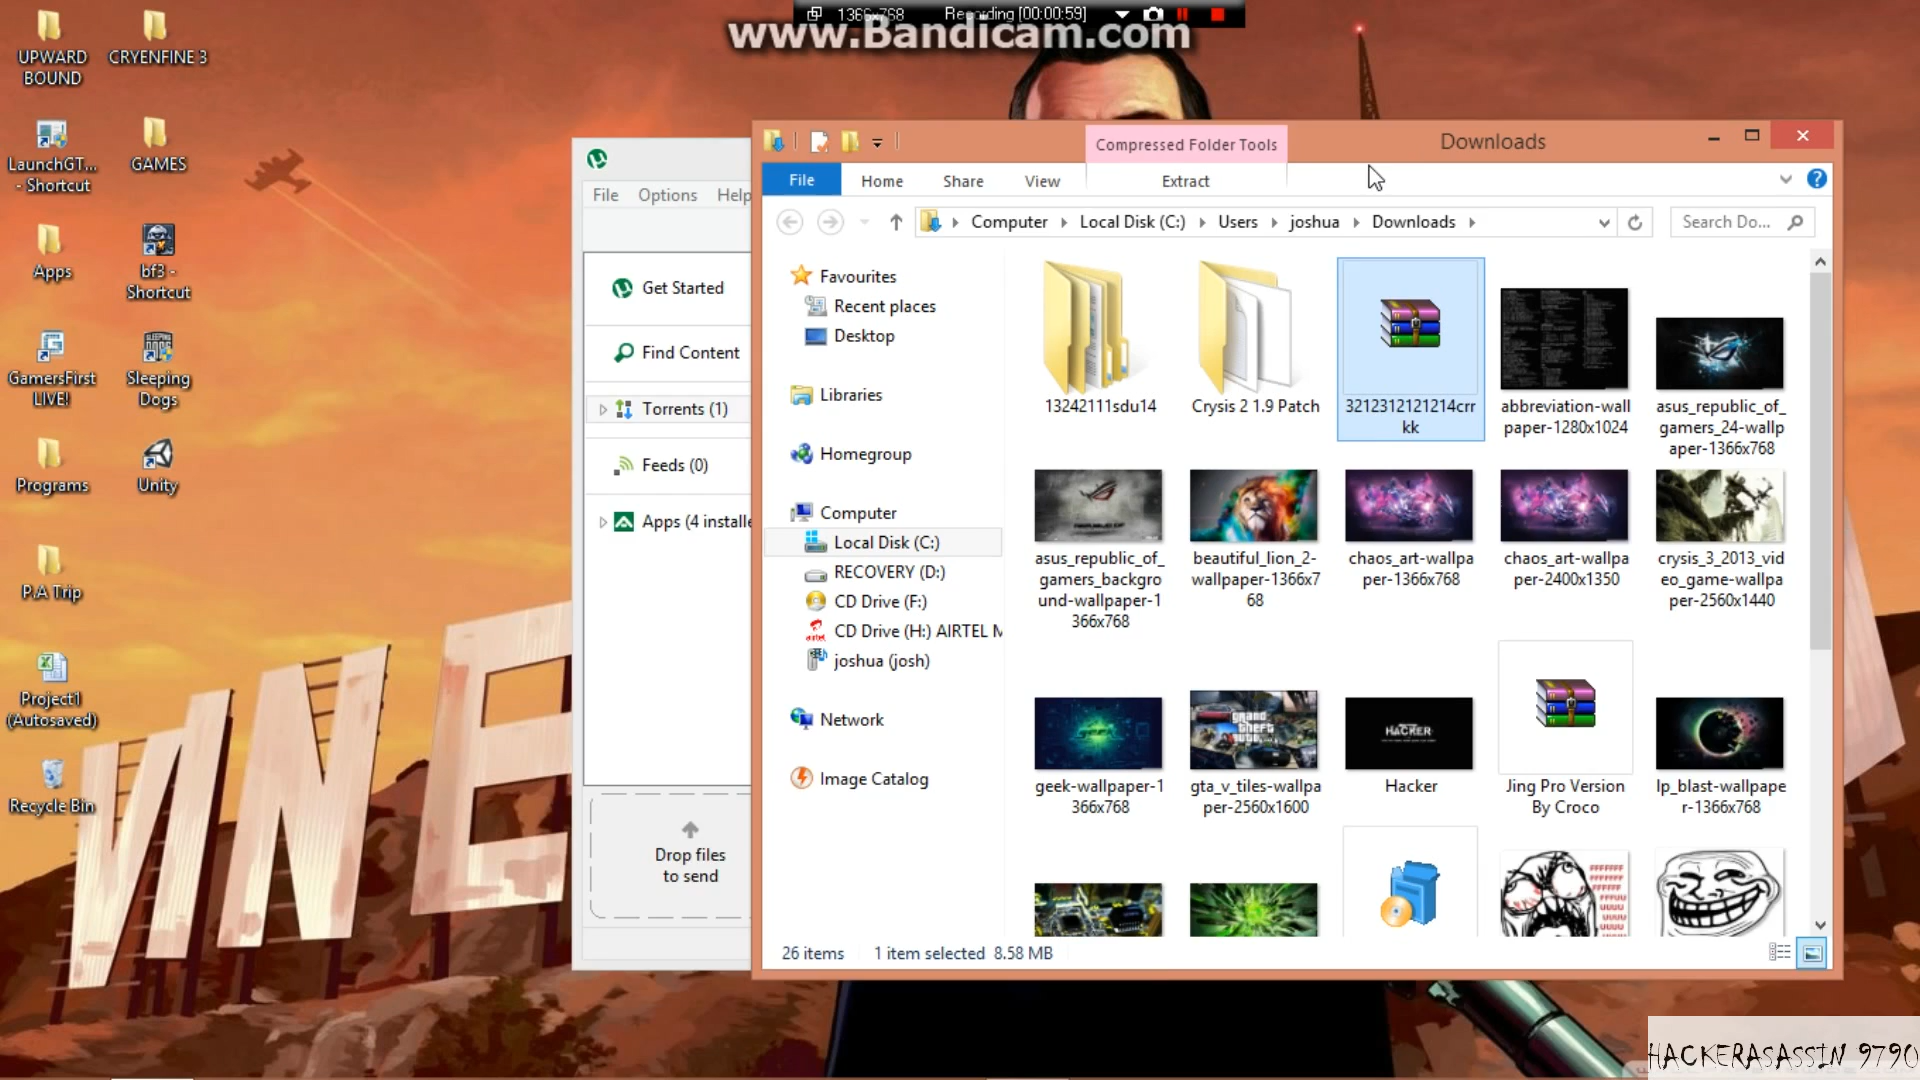 1366x768
Recording [00:00:59]
www.Bandicam.com
UPWARD
BOUND
CRYENFINE 3
LaunchGT...
- Shortcut
GAMES
Apps
bf3 -
Shortcut
GamersFirst
LIVE!
Sleeping
Dogs
Programs
Unity
P.A Trip
Project1
(Autosaved)
Recycle Bin
File Options Help
Get Started
Find Content
Torrents (1)
Feeds (0)
Apps (4 installe
Drop files
to send
Compressed Folder Tools
Downloads
File Home Share View Extract
Computer Local Disk (C:) Users joshua Downloads
Search Do...
Favourites
Recent places
Desktop
Libraries
Homegroup
Computer
Local Disk (C:)
RECOVERY (D:)
CD Drive (F:)
CD Drive (H:) AIRTEL M
joshua (josh)
Network
Image Catalog
13242111sdu14
Crysis 2 1.9 Patch
3212312121214crr
kk
abbreviation-wall
paper-1280x1024
asus_republic_of_
gamers_24-wallp
aper-1366x768
asus_republic_of_
gamers_backgro
und-wallpaper-1
366x768
beautiful_lion_2-
wallpaper-1366x7
68
chaos_art-wallpa
per-1366x768
chaos_art-wallpa
per-2400x1350
crysis_3_2013_vid
eo_game-wallpa
per-2560x1440
geek-wallpaper-1
366x768
grand
theft
auto
gta_v_tiles-wallpa
per-2560x1600
HACKER
Hacker
Jing Pro Version
By Croco
lp_blast-wallpape
r-1366x768
26 items 1 item selected 8.58 MB
HACKERASASSIN 9790